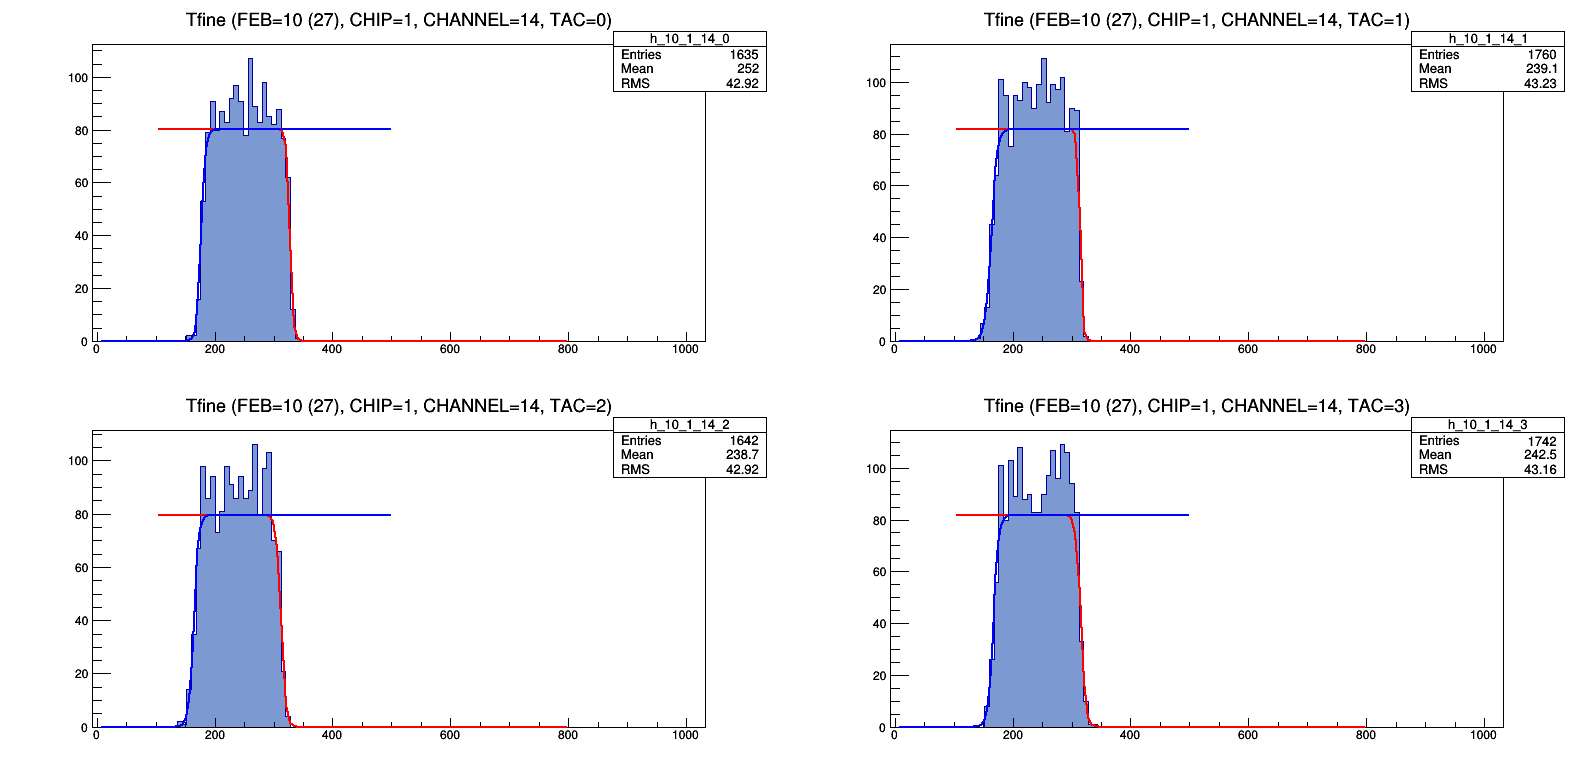 Tfine (FEB=10 (27), CHIP=1, CHANNEL=14, TAC=0)
h_10_1_14_0
Entries 1635
Mean 252
RMS 42.92
100
80
60
40
20
0
0 200 400 600 800 1000
Tfine (FEB=10 (27), CHIP=1, CHANNEL=14, TAC=1)
h_10_1_14_1
Entries 1760
Mean 239.1
RMS 43.23
100
80
60
40
20
0
0 200 400 600 800 1000
Tfine (FEB=10 (27), CHIP=1, CHANNEL=14, TAC=2)
h_10_1_14_2
Entries 1642
Mean 238.7
RMS 42.92
100
80
60
40
20
0
0 200 400 600 800 1000
Tfine (FEB=10 (27), CHIP=1, CHANNEL=14, TAC=3)
h_10_1_14_3
Entries 1742
Mean 242.5
RMS 43.16
100
80
60
40
20
0
0 200 400 600 800 1000